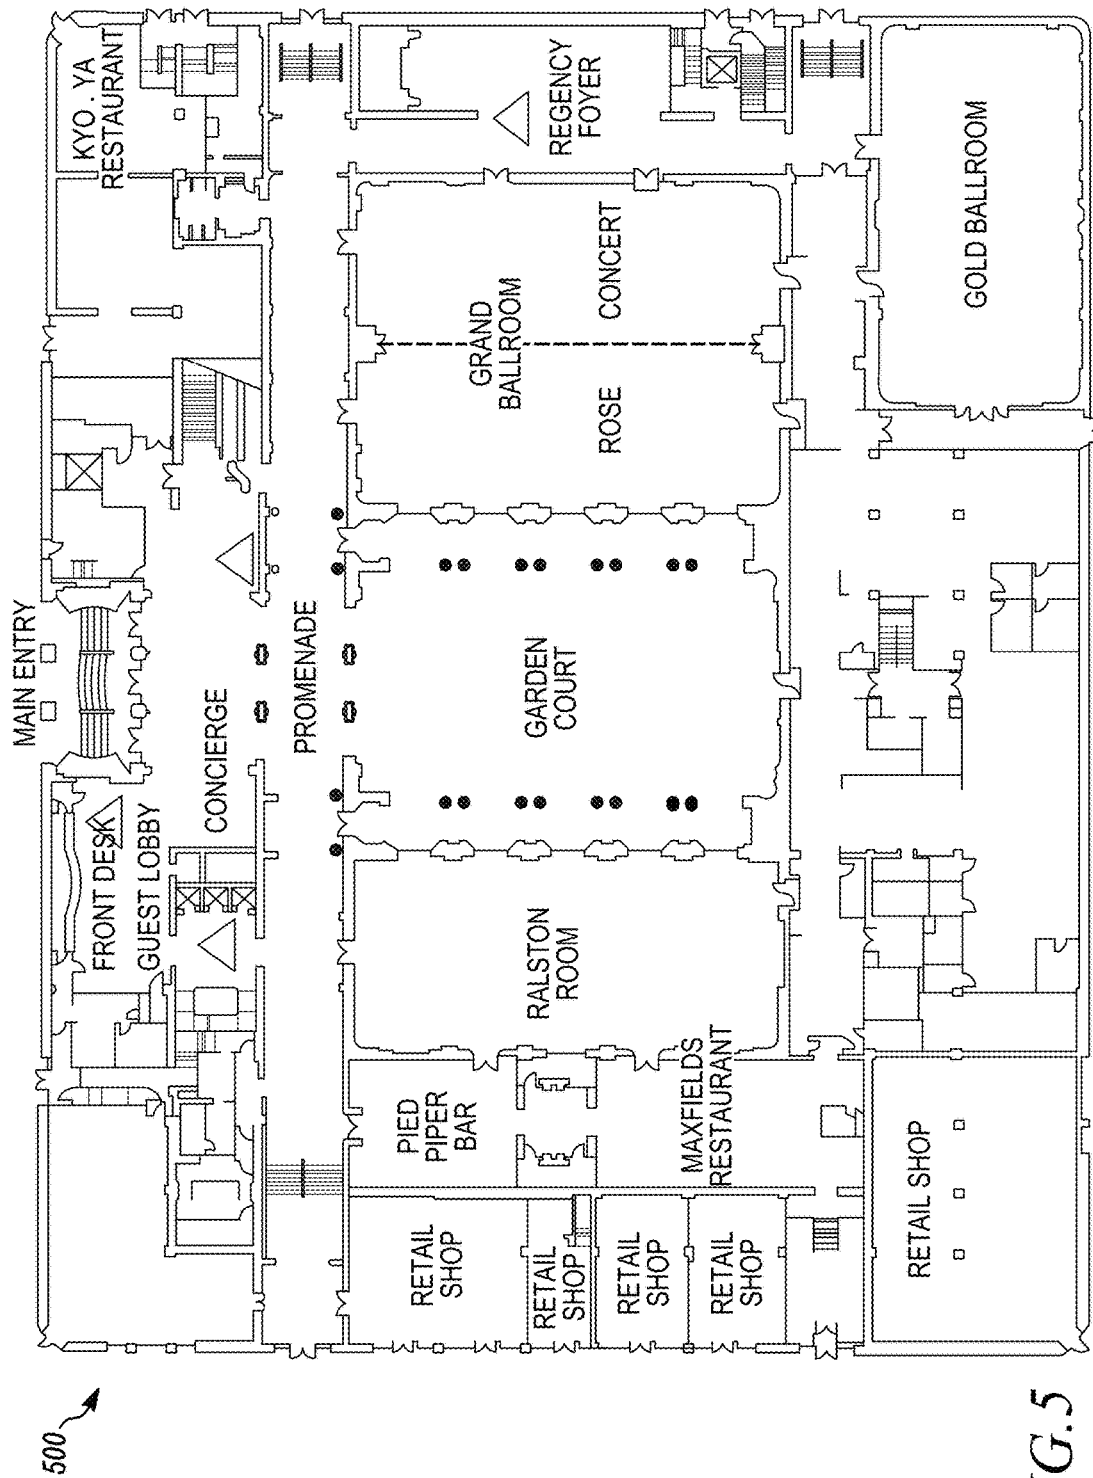 500
MAIN ENTRY
KYO . YA
RESTAURANT
FRONT DESK
GUEST LOBBY
CONCIERGE
PROMENADE
REGENCY
FOYER
GRAND
BALLROOM
ROSE
CONCERT
GARDEN
COURT
RALSTON
ROOM
PIED
PIPER
BAR
MAXFIELDS
RESTAURANT
RETAIL
SHOP
RETAIL
SHOP
RETAIL
SHOP
RETAIL
SHOP
RETAIL SHOP
GOLD BALLROOM
G.5